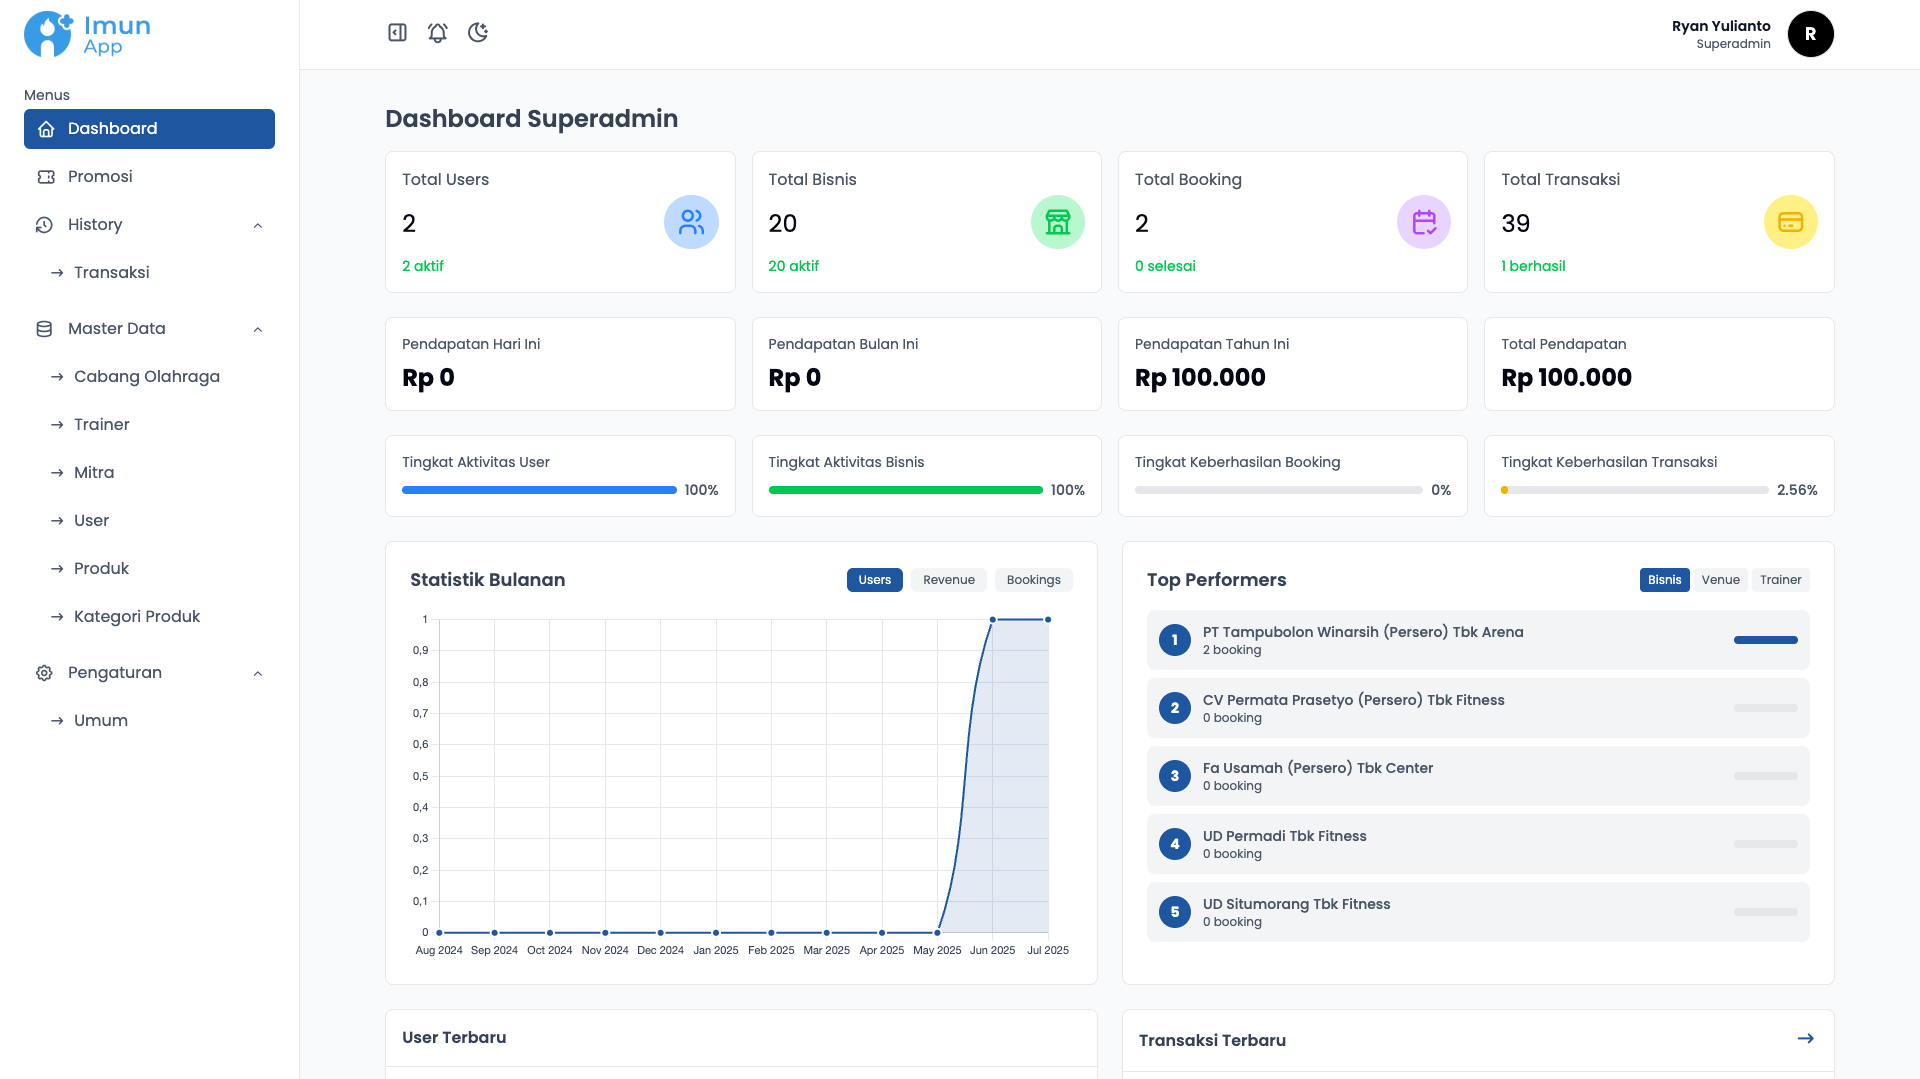 Imun
App
Menus
Dashboard
Promosi
History
Transaksi
Master Data
Cabang Olahraga
Trainer
Mitra
User
Produk
Kategori Produk
Pengaturan
Umum
Ryan Yulianto
Superadmin
R
Dashboard Superadmin
Total Users
2
2 aktif
Total Bisnis
20
20 aktif
Total Booking
2
0 selesai
Total Transaksi
39
1 berhasil
Pendapatan Hari Ini
Rp 0
Pendapatan Bulan Ini
Rp 0
Pendapatan Tahun Ini
Rp 100.000
Total Pendapatan
Rp 100.000
Tingkat Aktivitas User
100%
Tingkat Aktivitas Bisnis
100%
Tingkat Keberhasilan Booking
0%
Tingkat Keberhasilan Transaksi
2.56%
Statistik Bulanan
Users Revenue Bookings
1
0,9
0,8
0,7
0,6
0,5
0,4
0,3
0,2
0,1
0
Aug 2024 Sep 2024 Oct 2024 Nov 2024 Dec 2024 Jan 2025 Feb 2025 Mar 2025 Apr 2025 May 2025 Jun 2025 Jul 2025
Top Performers
Bisnis Venue Trainer
1
PT Tampubolon Winarsih (Persero) Tbk Arena
2 booking
2
CV Permata Prasetyo (Persero) Tbk Fitness
0 booking
3
Fa Usamah (Persero) Tbk Center
0 booking
4
UD Permadi Tbk Fitness
0 booking
5
UD Situmorang Tbk Fitness
0 booking
User Terbaru
Transaksi Terbaru